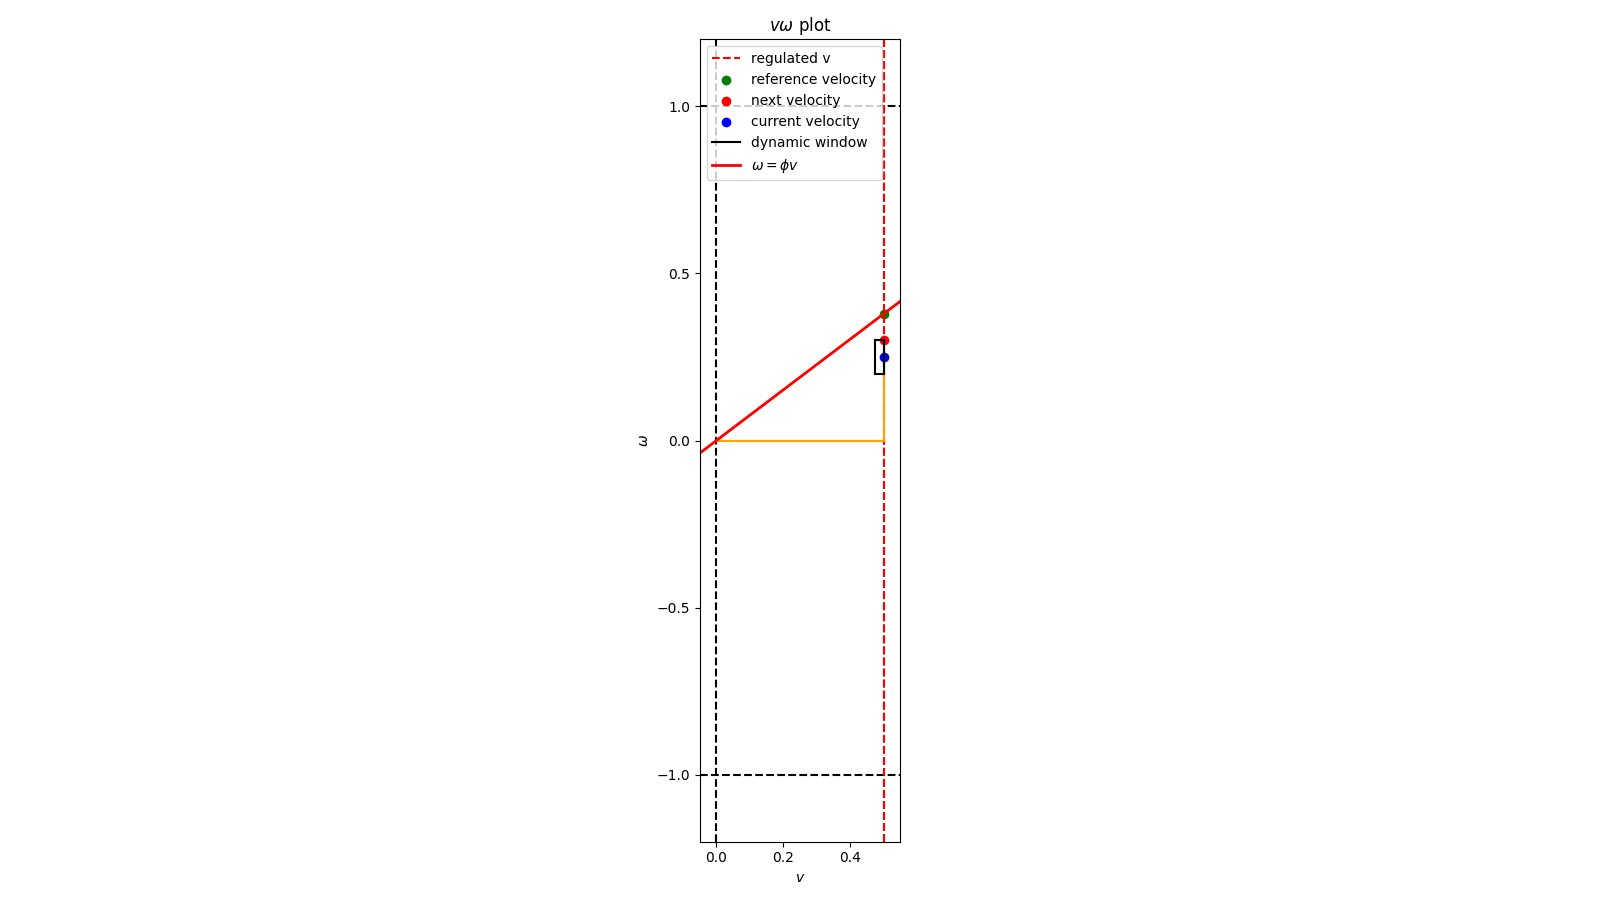 vω plot
regulated v
reference velocity
next velocity
current velocity
dynamic window
ω = ϕv
1.0
0.5
0.0
−0.5
−1.0
ω
0.0 0.2 0.4
v